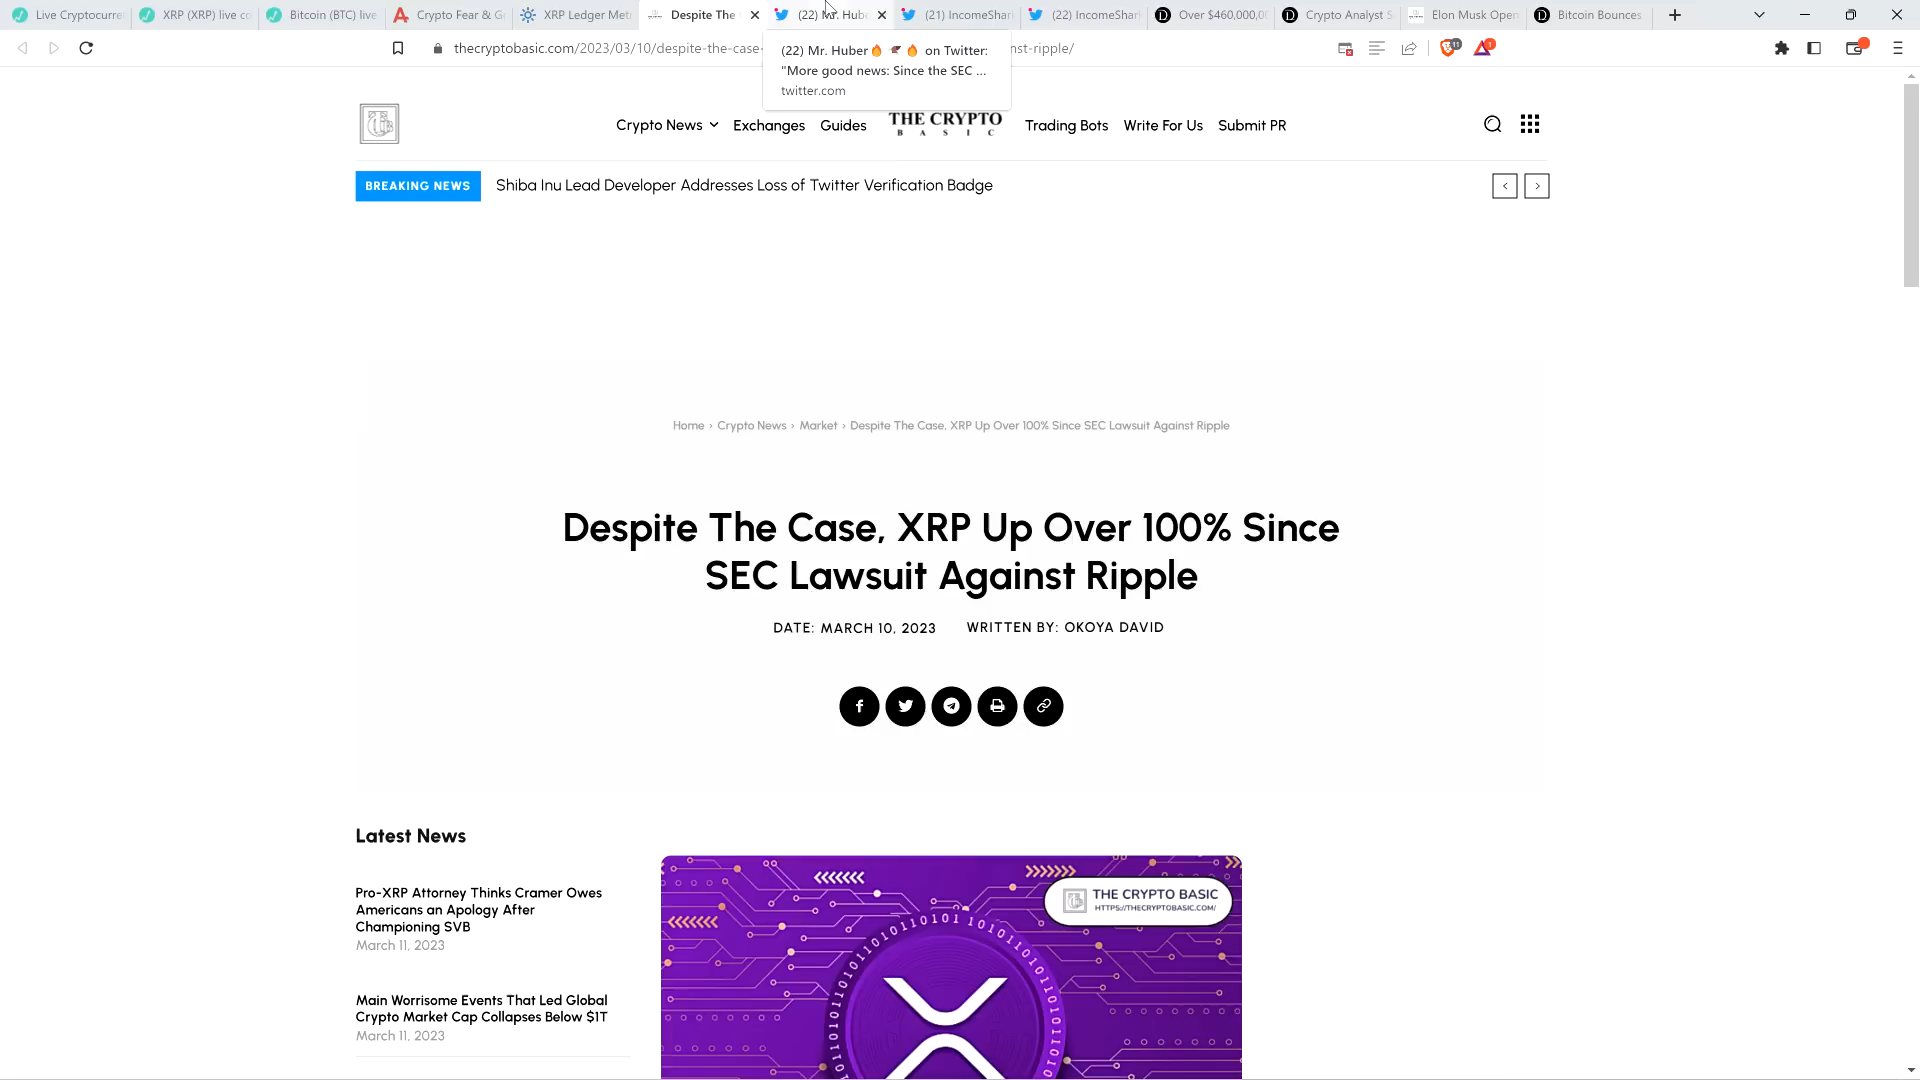 Live Cryptocurre
XRP (XRP) live co
Bitcoin (BTC) live
Crypto Fear & G
XRP Ledger Met
Despite The
(22) Mr. Hub
(21) IncomeShar
(22) IncomeShar
Over $460,000,0
Crypto Analyst S
Elon Musk Open
Bitcoin Bounces
thecryptobasic.com/2023/03/10/despite-the-case-
nst-ripple/
(22) Mr. Huber🔥 🦅 🔥 on Twitter:
"More good news: Since the SEC ...
twitter.com
Crypto News
Exchanges
Guides
THE CRYPTO
BASIC
Trading Bots
Write For Us
Submit PR
BREAKING NEWS
Shiba Inu Lead Developer Addresses Loss of Twitter Verification Badge
Home › Crypto News › Market › Despite The Case, XRP Up Over 100% Since SEC Lawsuit Against Ripple
Despite The Case, XRP Up Over 100% Since
SEC Lawsuit Against Ripple
DATE: MARCH 10, 2023
WRITTEN BY: OKOYA DAVID
Latest News
Pro-XRP Attorney Thinks Cramer Owes
Americans an Apology After
Championing SVB
March 11, 2023
Main Worrisome Events That Led Global
Crypto Market Cap Collapses Below $1T
March 11, 2023
THE CRYPTO BASIC
HTTPS://THECRYPTOBASIC.COM/